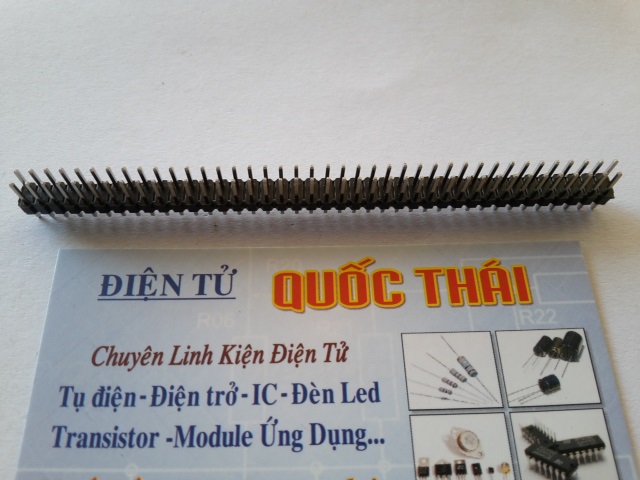 ĐIỆN TỬ QUỐC THÁI
R22
Chuyên Linh Kiện Điện Tử
Tụ điện-Điện trở-IC-Đèn Led
Transistor -Module Ứng Dụng...